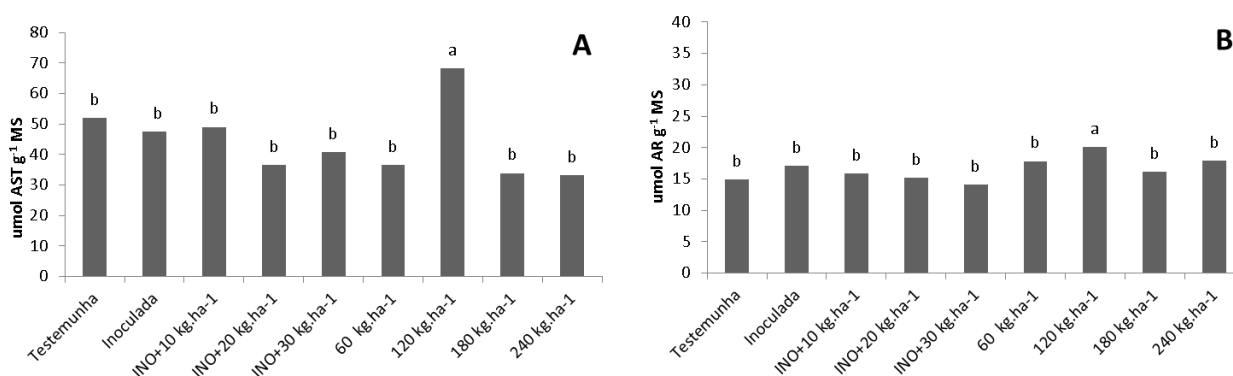 A
umol AST g⁻¹ MS
80
70
60
50
40
30
20
10
0
b
b
b
b
b
b
a
b
b
Testemunha
Inoculada
INO+10 kg.ha-1
INO+20 kg.ha-1
INO+30 kg.ha-1
60 kg.ha-1
120 kg.ha-1
180 kg.ha-1
240 kg.ha-1
B
umol AR g⁻¹ MS
40
35
30
25
20
15
10
5
0
b
b
b
b
b
b
a
b
b
Testemunha
Inoculada
INO+10 kg.ha-1
INO+20 kg.ha-1
INO+30 kg.ha-1
60 kg.ha-1
120 kg.ha-1
180 kg.ha-1
240 kg.ha-1